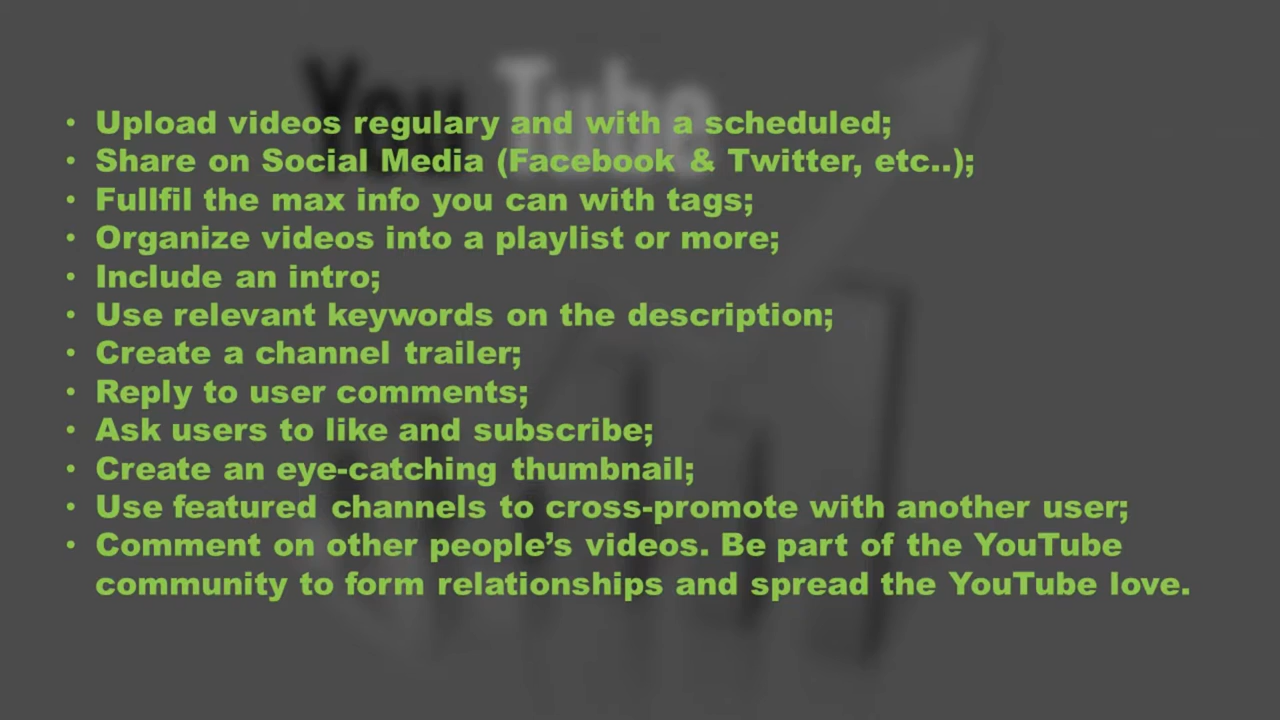 You Tube
• Upload videos regulary and with a scheduled;
• Share on Social Media (Facebook & Twitter, etc..);
• Fullfil the max info you can with tags;
• Organize videos into a playlist or more;
• Include an intro;
• Use relevant keywords on the description;
• Create a channel trailer;
• Reply to user comments;
• Ask users to like and subscribe;
• Create an eye-catching thumbnail;
• Use featured channels to cross-promote with another user;
• Comment on other people’s videos. Be part of the YouTube
community to form relationships and spread the YouTube love.